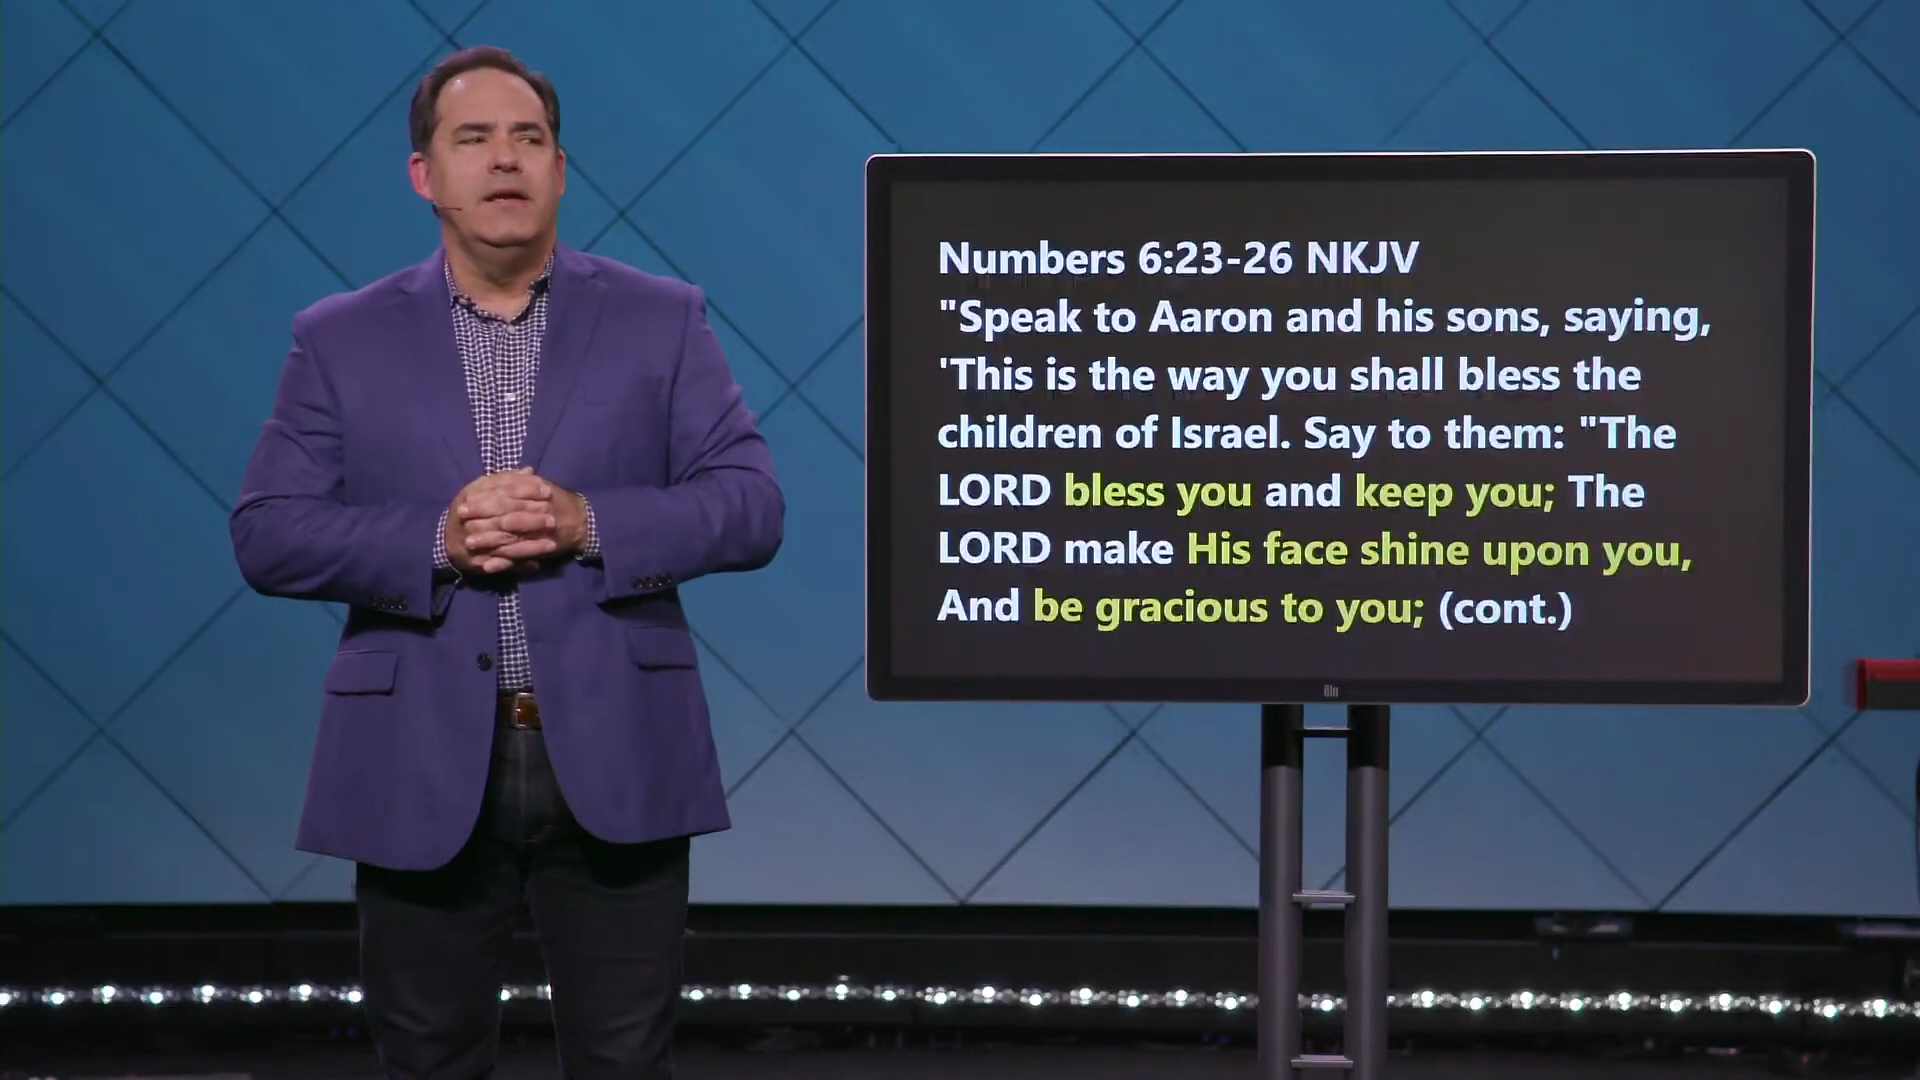 Numbers 6:23-26 NKJV
"Speak to Aaron and his sons, saying,
'This is the way you shall bless the
children of Israel. Say to them: "The
LORD bless you and keep you; The
LORD make His face shine upon you,
And be gracious to you; (cont.)
elo